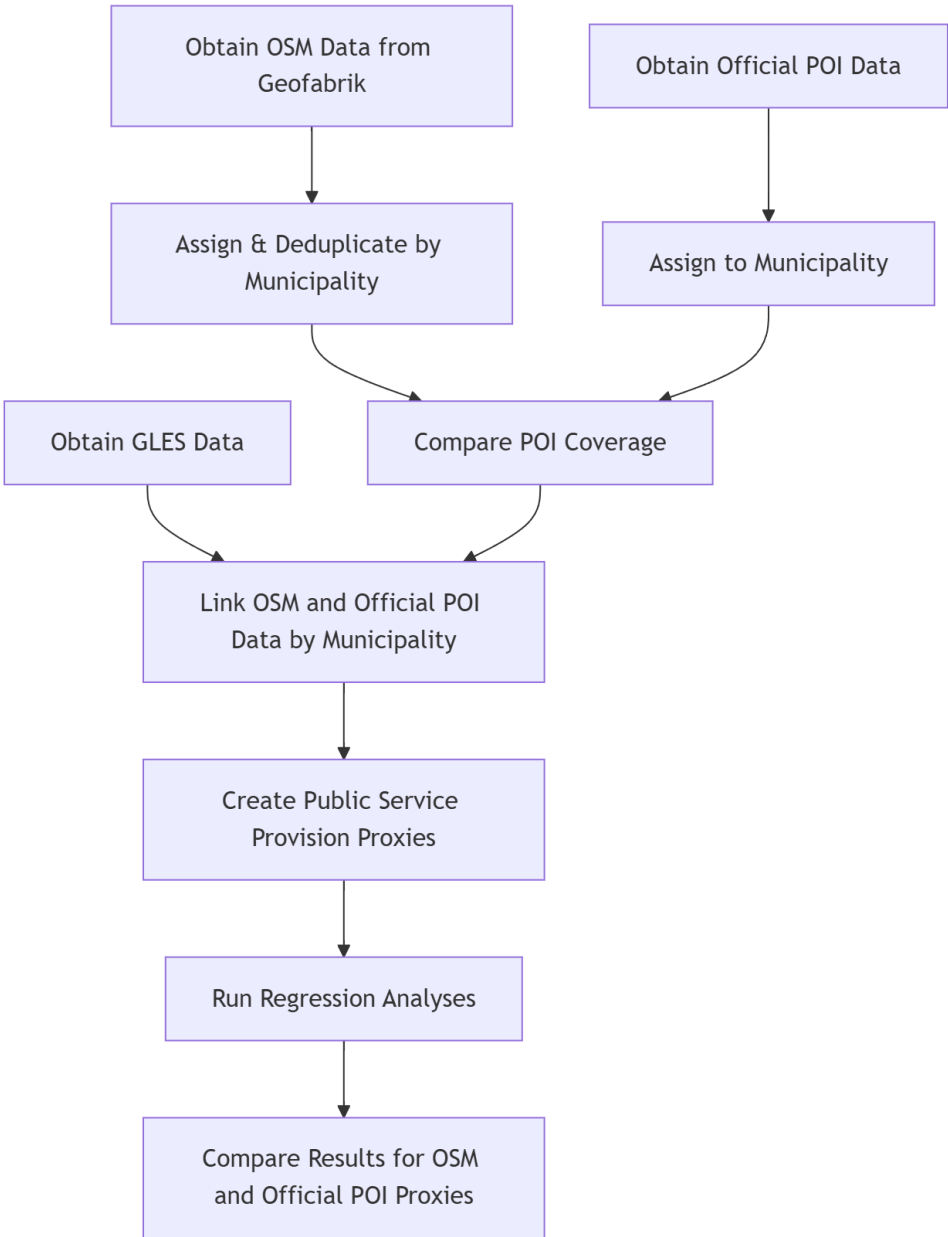 Obtain OSM Data from
Geofabrik
Obtain Official POI Data
Assign & Deduplicate by
Municipality
Assign to Municipality
Obtain GLES Data
Compare POI Coverage
Link OSM and Official POI
Data by Municipality
Create Public Service
Provision Proxies
Run Regression Analyses
Compare Results for OSM
and Official POI Proxies